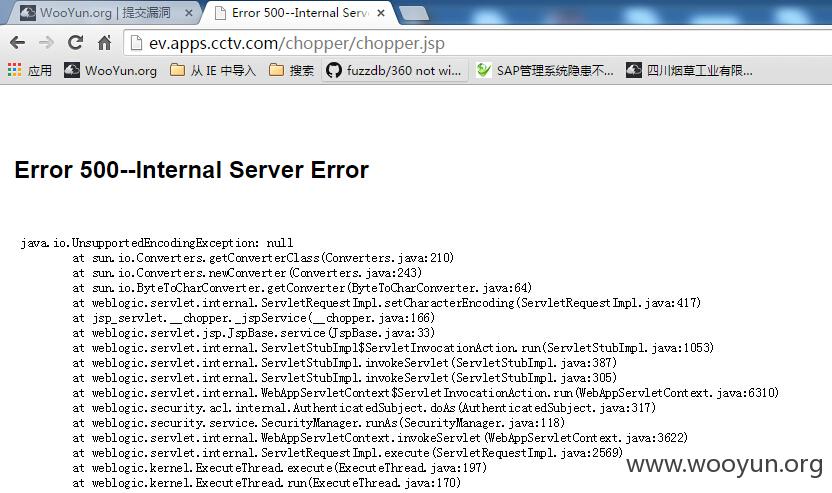 WooYun.org | 提交漏洞
Error 500--Internal Serv
ev.apps.cctv.com/chopper/chopper.jsp
应用
WooYun.org
从 IE 中导入
搜索
fuzzdb/360 not wi...
SAP管理系统隐患不...
四川烟草工业有限...
Error 500--Internal Server Error
java.io.UnsupportedEncodingException: null
at sun.io.Converters.getConverterClass(Converters.java:210)
at sun.io.Converters.newConverter(Converters.java:243)
at sun.io.ByteToCharConverter.getConverter(ByteToCharConverter.java:64)
at weblogic.servlet.internal.ServletRequestImpl.setCharacterEncoding(ServletRequestImpl.java:417)
at jsp_servlet.__chopper._jspService(__chopper.java:166)
at weblogic.servlet.jsp.JspBase.service(JspBase.java:33)
at weblogic.servlet.internal.ServletStubImpl$ServletInvocationAction.run(ServletStubImpl.java:1053)
at weblogic.servlet.internal.ServletStubImpl.invokeServlet(ServletStubImpl.java:387)
at weblogic.servlet.internal.ServletStubImpl.invokeServlet(ServletStubImpl.java:305)
at weblogic.servlet.internal.WebAppServletContext$ServletInvocationAction.run(WebAppServletContext.java:6310)
at weblogic.security.acl.internal.AuthenticatedSubject.doAs(AuthenticatedSubject.java:317)
at weblogic.security.service.SecurityManager.runAs(SecurityManager.java:118)
at weblogic.servlet.internal.WebAppServletContext.invokeServlet(WebAppServletContext.java:3622)
at weblogic.servlet.internal.ServletRequestImpl.execute(ServletRequestImpl.java:2569)
at weblogic.kernel.ExecuteThread.execute(ExecuteThread.java:197)
at weblogic.kernel.ExecuteThread.run(ExecuteThread.java:170)
www.wooyun.org